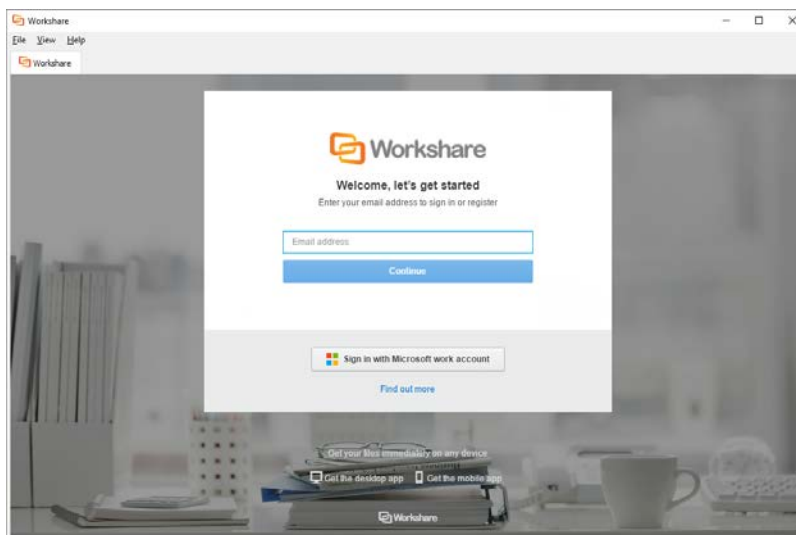 Workshare
File View Help
Workshare
Workshare
Welcome, let's get started
Enter your email address to sign in or register
Email address
Continue
Sign in with Microsoft work account
Find out more
Get your files immediately on any device
Get the desktop app Get the mobile app
Workshare